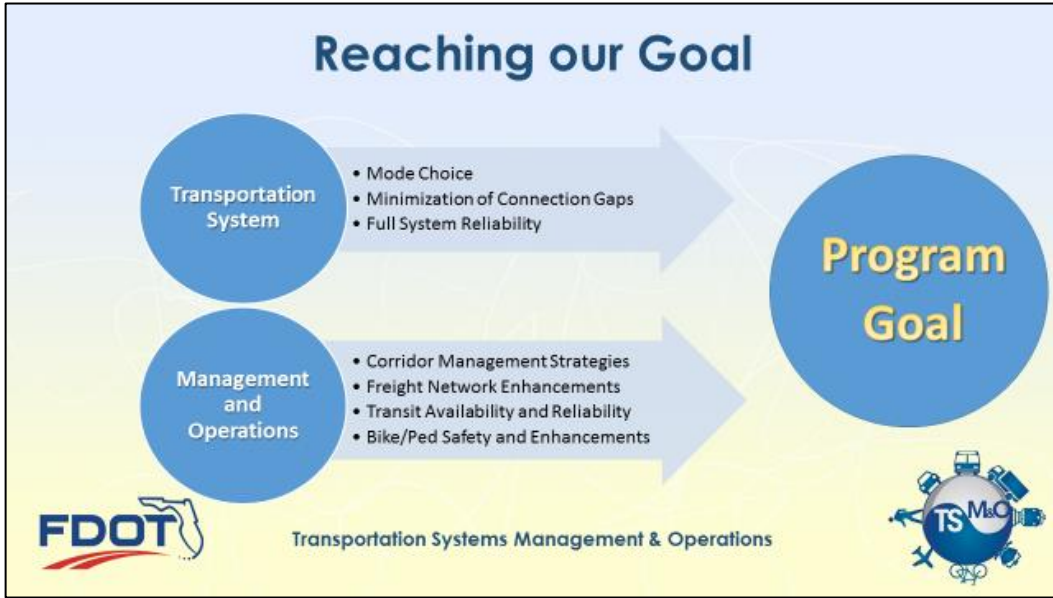 Reaching our Goal
Transportation
System
• Mode Choice
• Minimization of Connection Gaps
• Full System Reliability
Management
and
Operations
• Corridor Management Strategies
• Freight Network Enhancements
• Transit Availability and Reliability
• Bike/Ped Safety and Enhancements
Program
Goal
FDOT
Transportation Systems Management & Operations
TS M&O